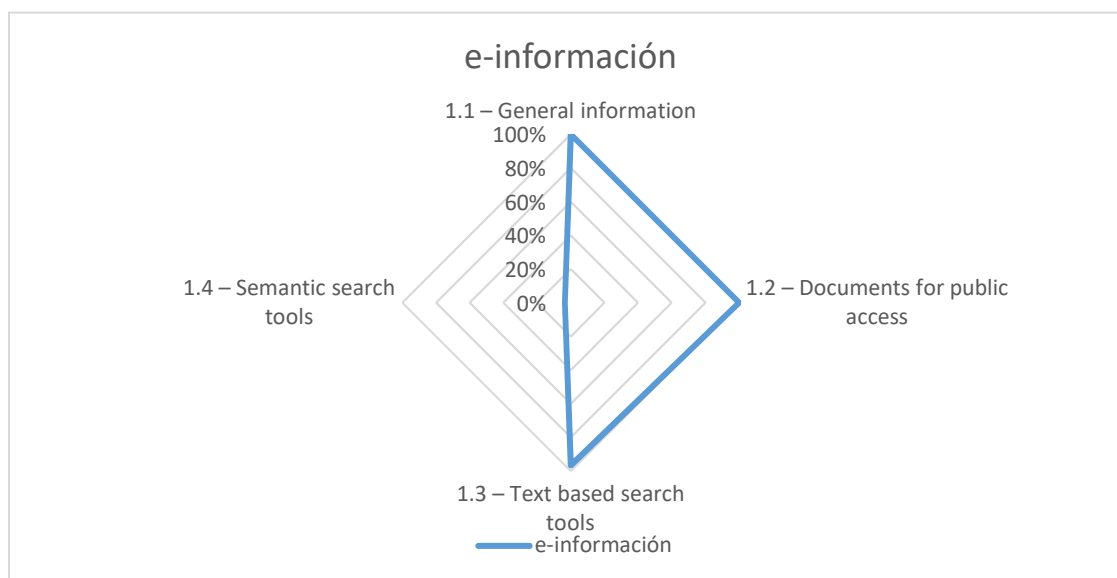 e-información
1.1 – General information
100%
80%
60%
40%
20%
0%
1.4 – Semantic search
tools
1.2 – Documents for public
access
1.3 – Text based search
tools
e-información